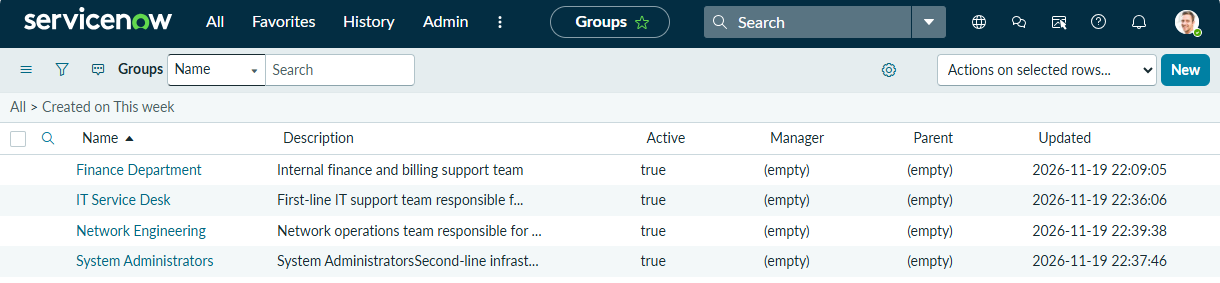 servicenow All Favorites History Admin Groups Search
Groups Name Search Actions on selected rows... New
All > Created on This week
Name Description Active Manager Parent Updated
Finance Department Internal finance and billing support team true (empty) (empty) 2026-11-19 22:09:05
IT Service Desk First-line IT support team responsible f... true (empty) (empty) 2026-11-19 22:36:06
Network Engineering Network operations team responsible for ... true (empty) (empty) 2026-11-19 22:39:38
System Administrators System AdministratorsSecond-line infrast... true (empty) (empty) 2026-11-19 22:37:46